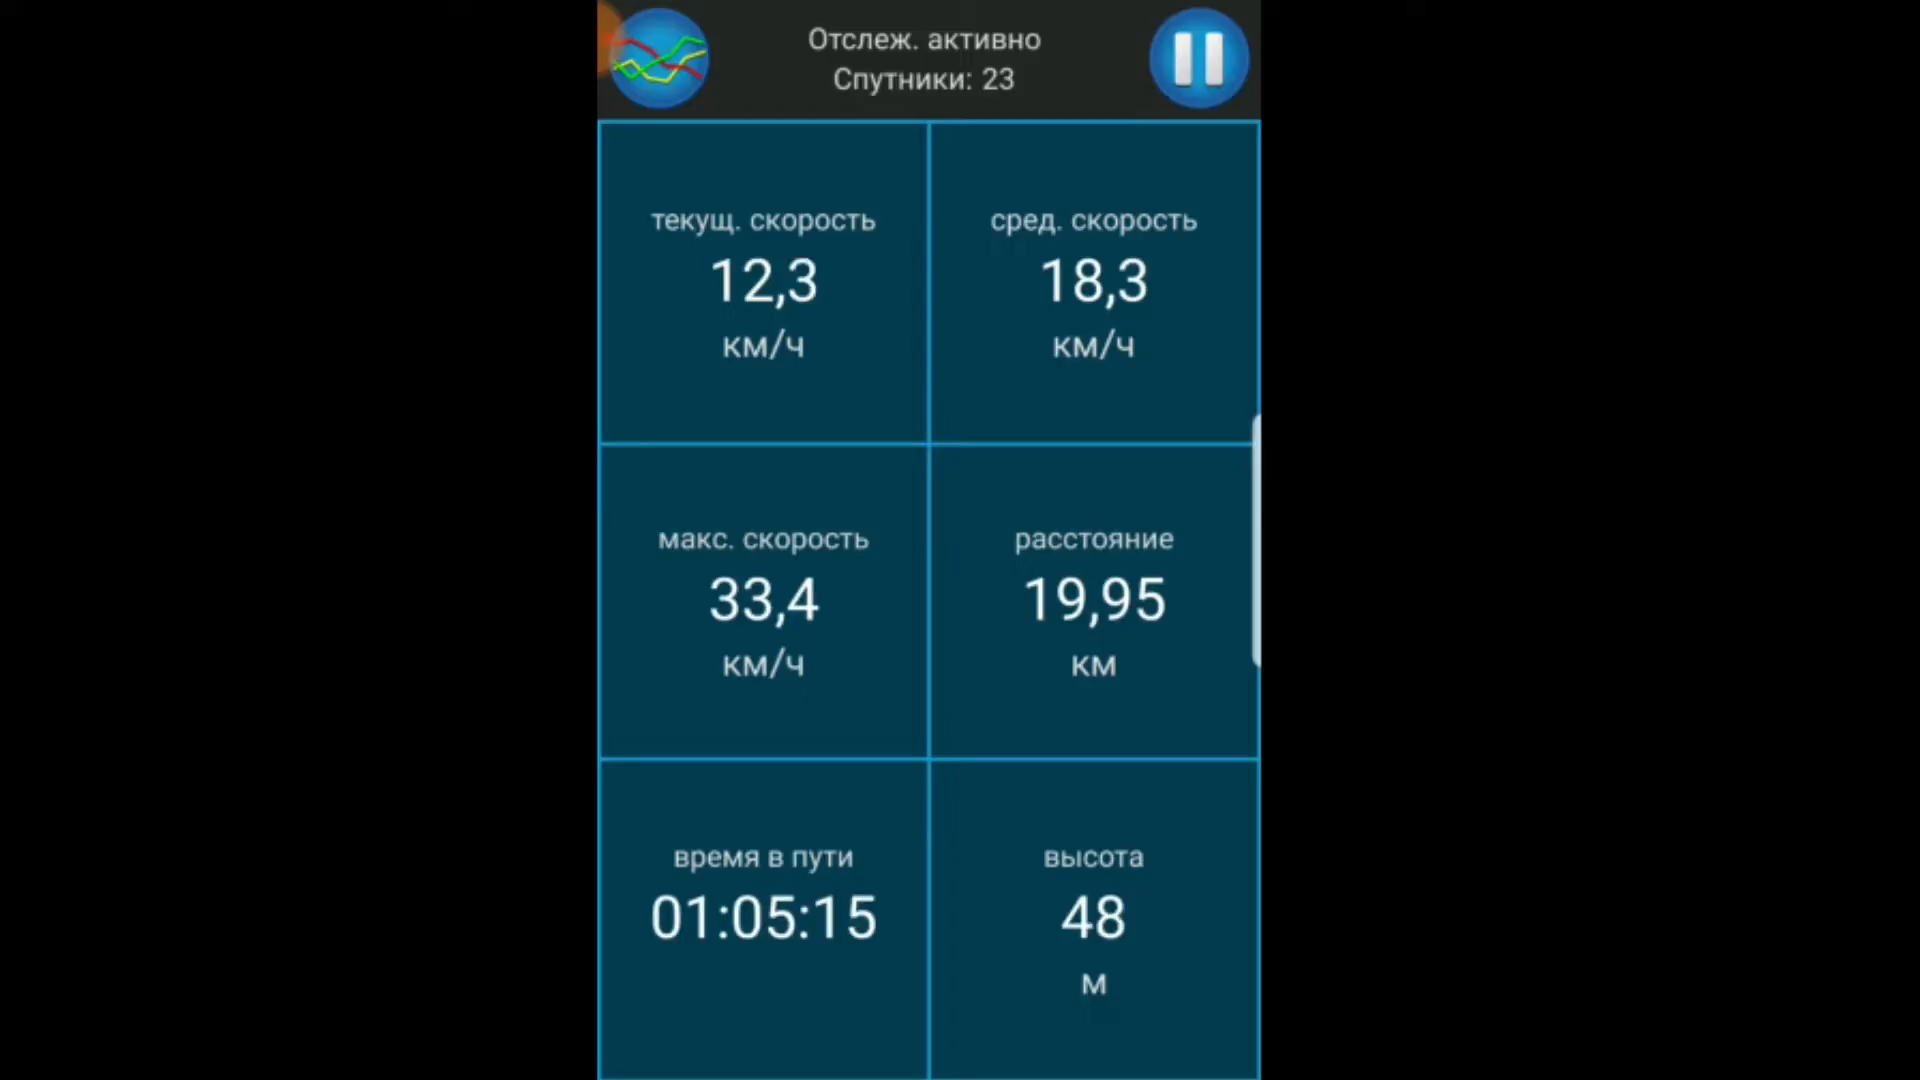 Отслеж. активно
Спутники: 23
текущ. скорость
12,3
км/ч
сред. скорость
18,3
км/ч
макс. скорость
33,4
км/ч
расстояние
19,95
км
время в пути
01:05:15
высота
48
м